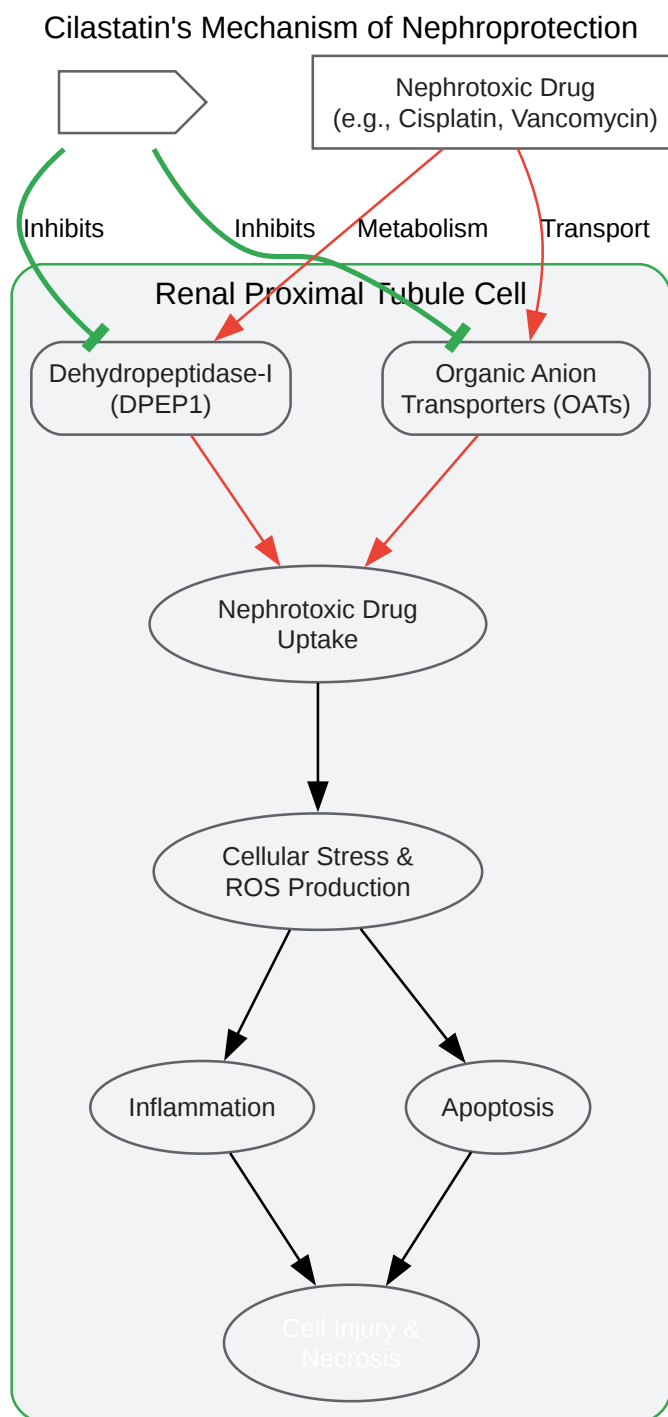 Cilastatin's Mechanism of Nephroprotection
Nephrotoxic Drug
(e.g., Cisplatin, Vancomycin)
Inhibits
Inhibits
Metabolism
Transport
Renal Proximal Tubule Cell
Dehydropeptidase-I
(DPEP1)
Organic Anion
Transporters (OATs)
Nephrotoxic Drug
Uptake
Cellular Stress &
ROS Production
Inflammation
Apoptosis
Cell Injury &
Necrosis